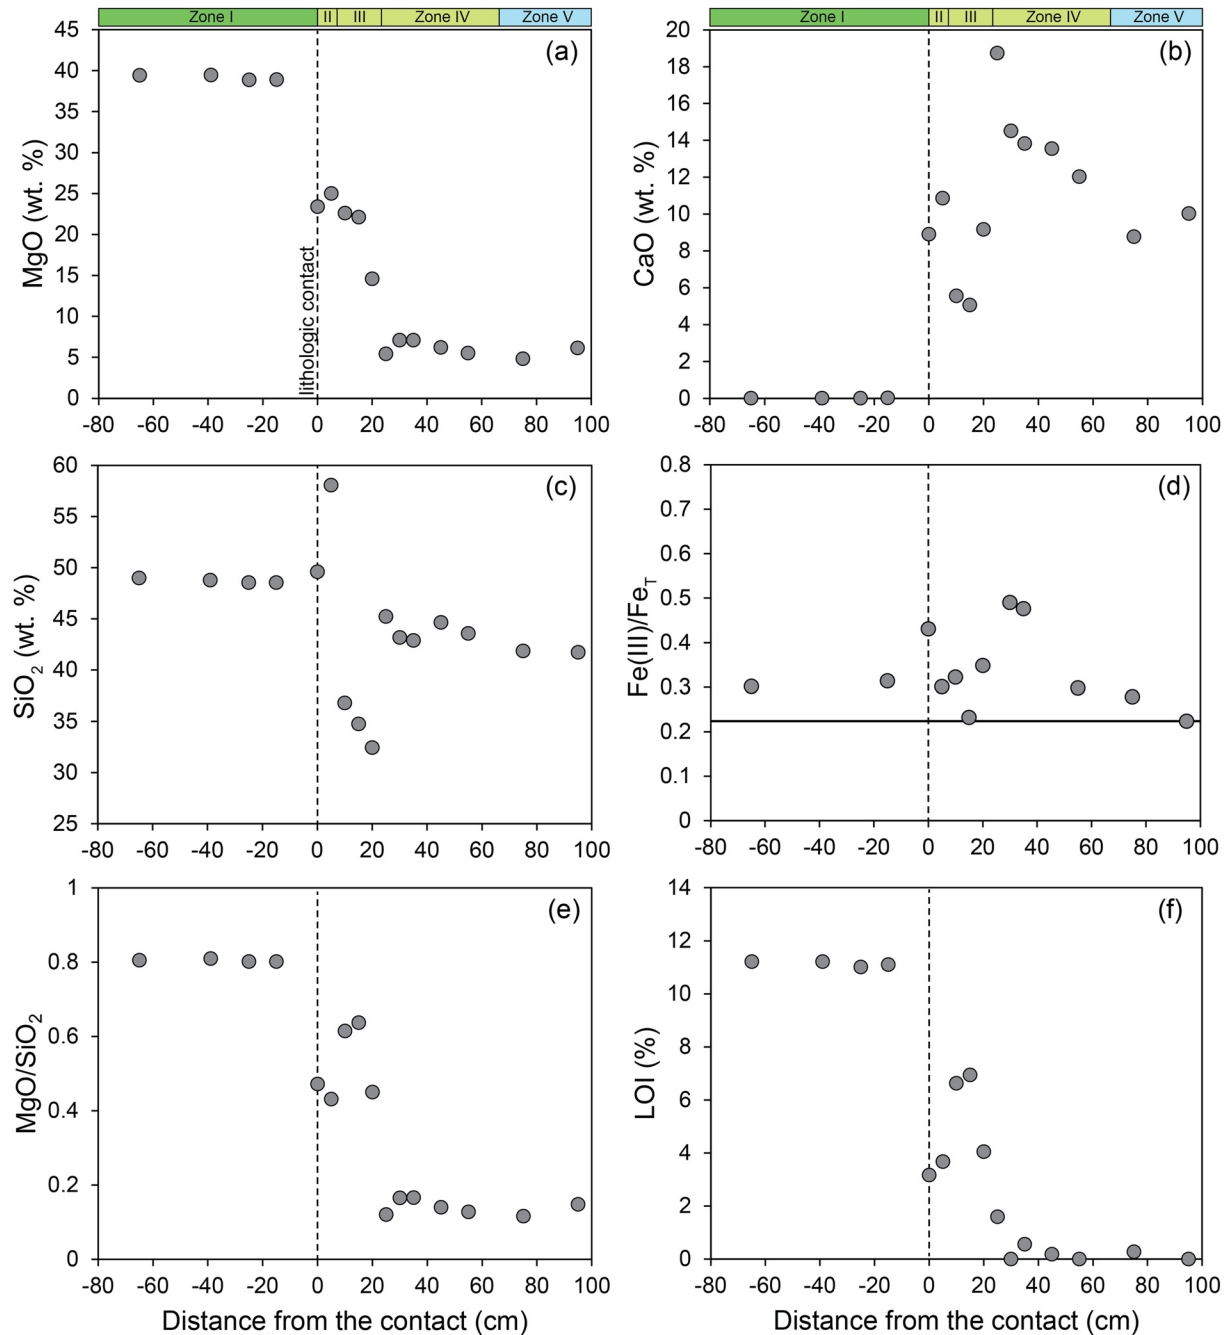 Zone I II III Zone IV Zone V
Zone I II III Zone IV Zone V
(a)
MgO (wt. %)
45
40
35
30
25
20
15
10
5
0
lithologic contact
-80 -60 -40 -20 0 20 40 60 80 100
(b)
CaO (wt. %)
20
18
16
14
12
10
8
6
4
2
0
-80 -60 -40 -20 0 20 40 60 80 100
(c)
SiO₂ (wt. %)
60
55
50
45
40
35
30
25
-80 -60 -40 -20 0 20 40 60 80 100
(d)
Fe(III)/Feᴛ
0.8
0.7
0.6
0.5
0.4
0.3
0.2
0.1
0
-80 -60 -40 -20 0 20 40 60 80 100
(e)
MgO/SiO₂
1
0.8
0.6
0.4
0.2
0
-80 -60 -40 -20 0 20 40 60 80 100
Distance from the contact (cm)
(f)
LOI (%)
14
12
10
8
6
4
2
0
-80 -60 -40 -20 0 20 40 60 80 100
Distance from the contact (cm)